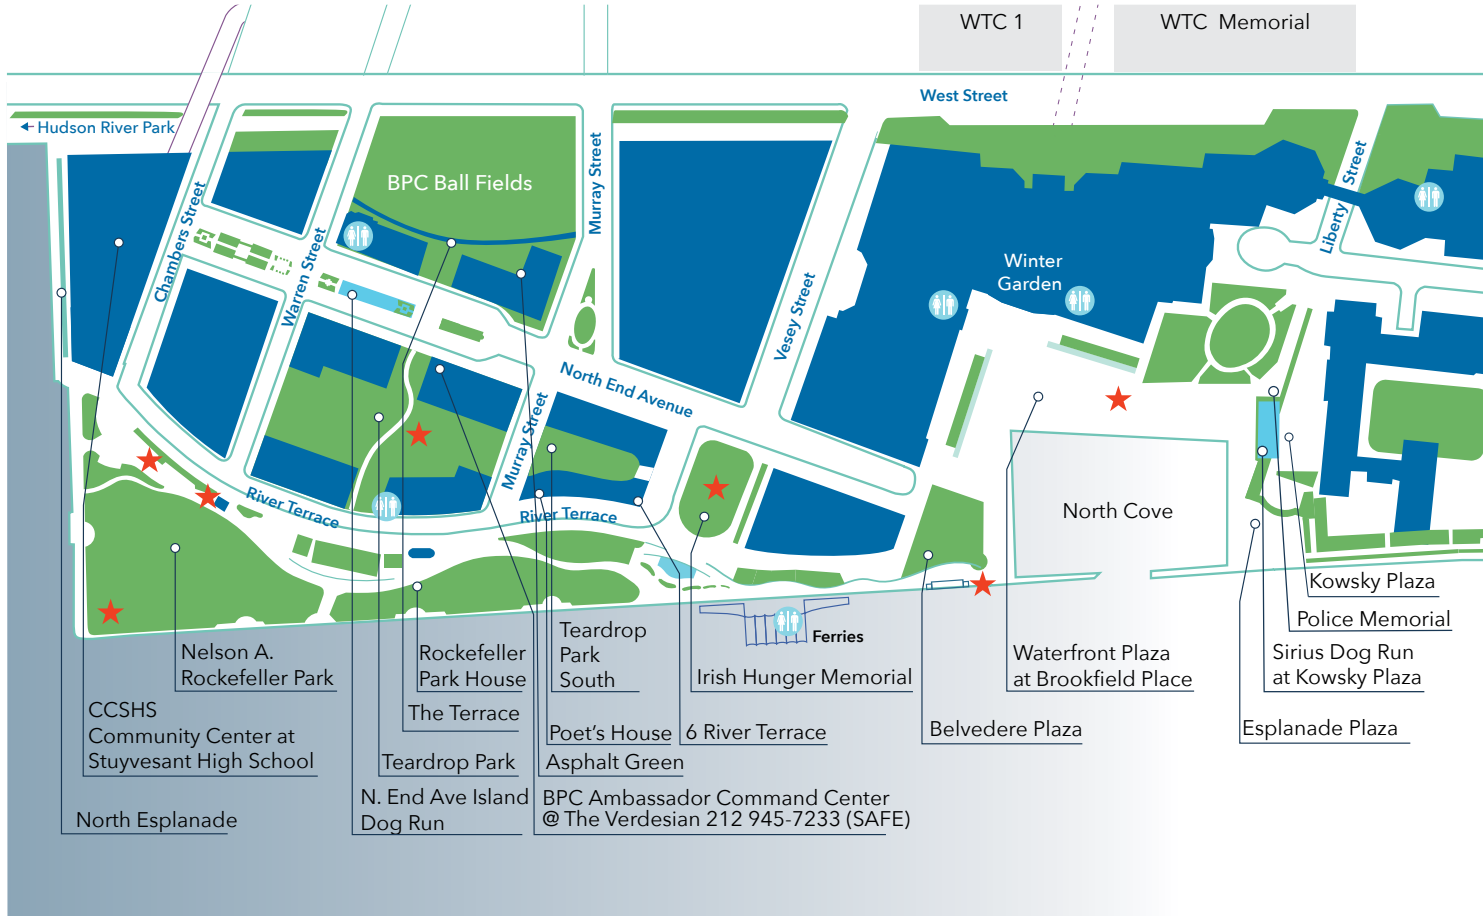 WTC 1
WTC Memorial
West Street
Hudson River Park
BPC Ball Fields
Murray Street
Liberty Street
Chambers Street
Warren Street
Winter
Garden
Vesey Street
North End Avenue
Murray Street
River Terrace
River Terrace
North Cove
Kowsky Plaza
Police Memorial
Ferries
Nelson A.
Rockefeller Park
Rockefeller
Park House
Teardrop
Park
South
Irish Hunger Memorial
Waterfront Plaza
at Brookfield Place
Sirius Dog Run
at Kowsky Plaza
CCSHS
Community Center at
Stuyvesant High School
The Terrace
Poet's House
6 River Terrace
Belvedere Plaza
Esplanade Plaza
Teardrop Park
Asphalt Green
North Esplanade
N. End Ave Island
Dog Run
BPC Ambassador Command Center
@ The Verdesian 212 945-7233 (SAFE)